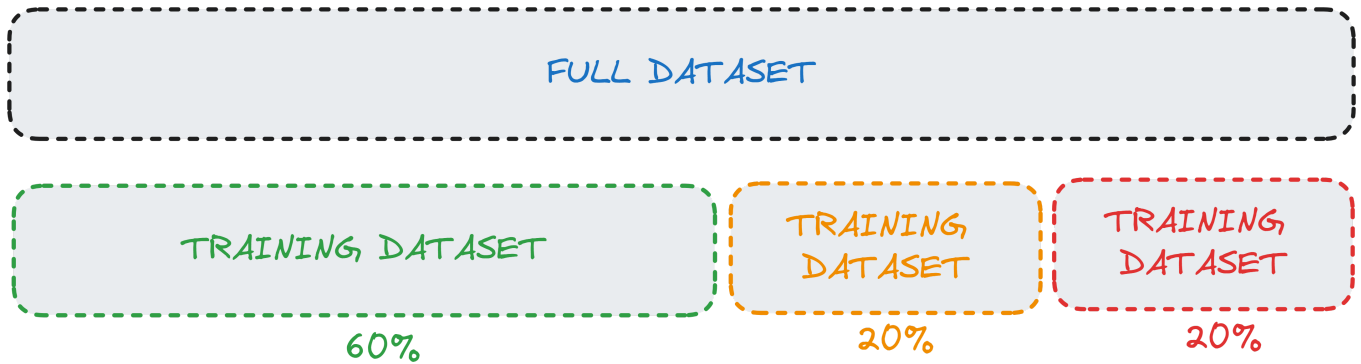 FULL DATASET
TRAINING DATASET
TRAINING
DATASET
TRAINING
DATASET
60%
20%
20%